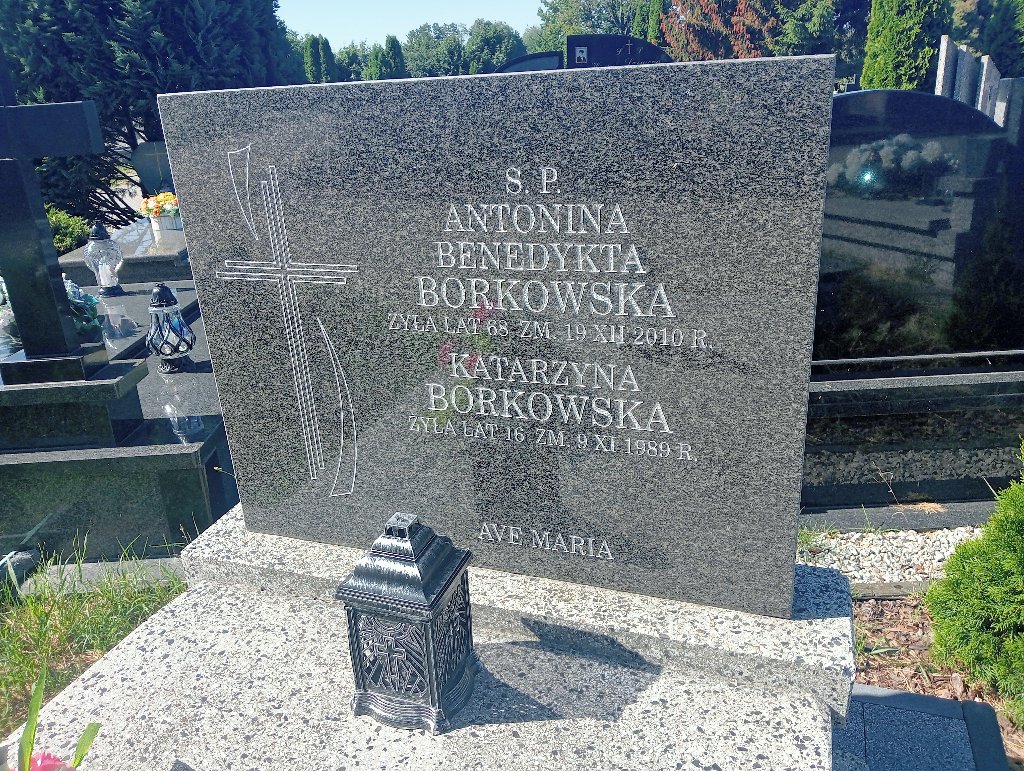 Ś. P.
ANTONINA
BENEDYKTA
BORKOWSKA
ŻYŁA LAT 68 ZM. 19 XII 2010 R.
KATARZYNA
BORKOWSKA
ŻYŁA LAT 16 ZM. 9 XI 1989 R.
AVE MARIA